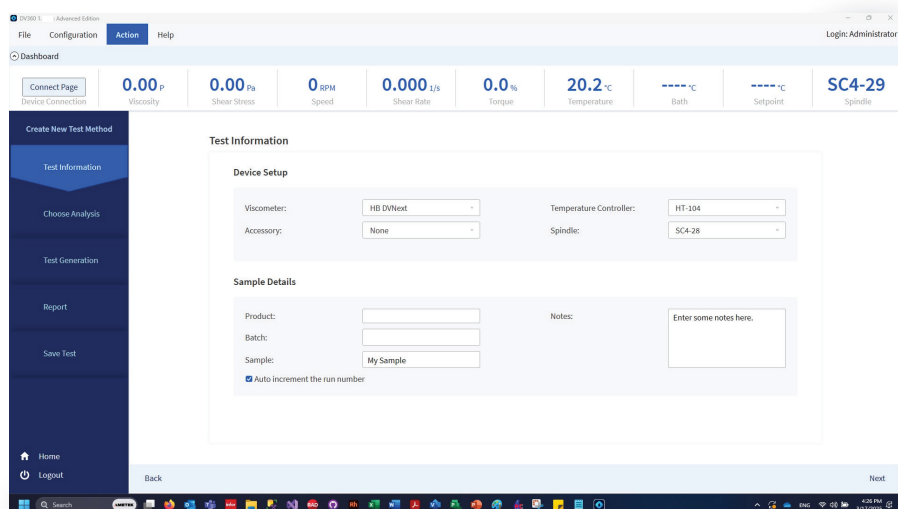 DV360 1. Advanced Edition
File Configuration Action Help Login: Administrator
Dashboard
Connect Page 0.00 P 0.00 Pa 0 RPM 0.000 1/s 0.0 % 20.2 °C ---- °C ---- °C SC4-29
Device Connection Viscosity Shear Stress Speed Shear Rate Torque Temperature Bath Setpoint Spindle
Create New Test Method
Test Information
Choose Analysis
Test Generation
Report
Save Test
Home
Logout
Test Information
Device Setup
Viscometer: HB DVNext Temperature Controller: HT-104
Accessory: None Spindle: SC4-28
Sample Details
Product: Notes: Enter some notes here.
Batch:
Sample: My Sample
Auto increment the run number
Back Next
Search AMETEK ENG 4:26 PM